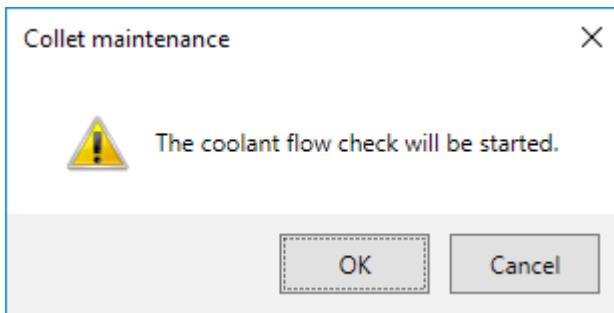 Collet maintenance
The coolant flow check will be started.
OK
Cancel